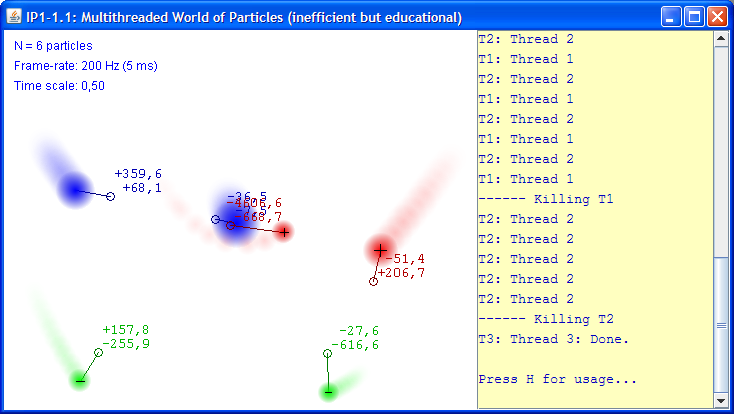 IP1-1.1: Multithreaded World of Particles (inefficient but educational)
N = 6 particles
Frame-rate: 200 Hz (5 ms)
Time scale: 0,50
+359,6
+68,1
-36,5
-668,7
-51,4
+206,7
+157,8
-255,9
-27,6
-616,6
T2: Thread 2
T1: Thread 1
T2: Thread 2
T1: Thread 1
T2: Thread 2
T1: Thread 1
T2: Thread 2
T1: Thread 1
------ Killing T1
T2: Thread 2
T2: Thread 2
T2: Thread 2
T2: Thread 2
T2: Thread 2
------ Killing T2
T3: Thread 3: Done.
Press H for usage...